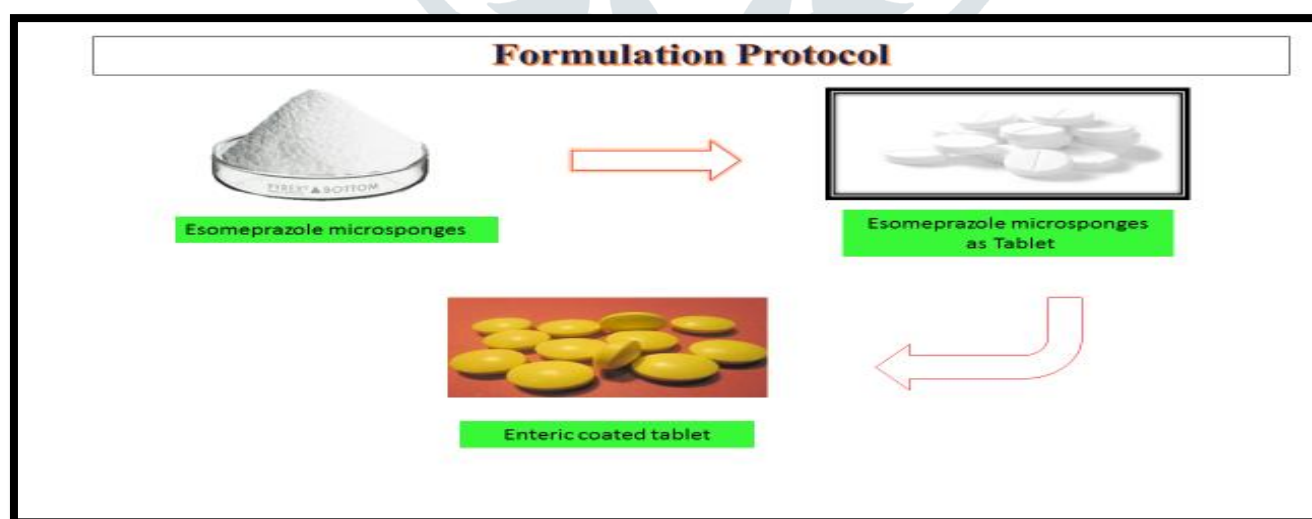 Formulation Protocol
PYREX® ▲ BOTTOM
Esomeprazole microsponges
Esomeprazole microsponges
as Tablet
Enteric coated tablet